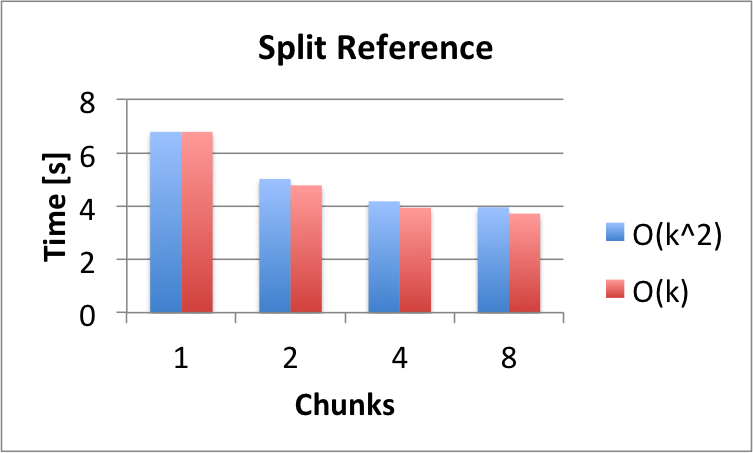 Split Reference
8
6
4
2
0
Time [s]
1 2 4 8
Chunks
O(k^2)
O(k)